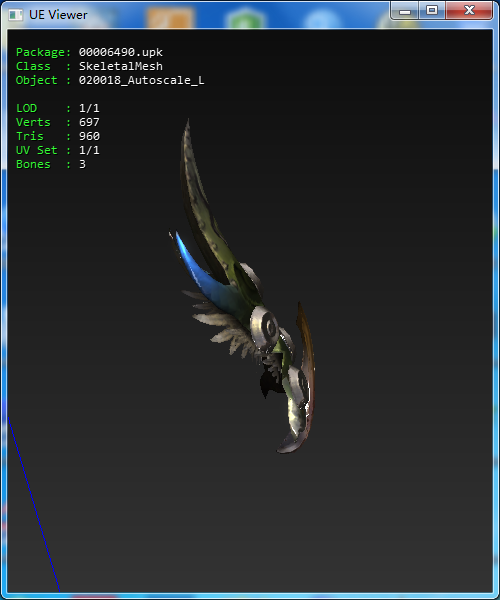 UE Viewer
Package: 00006490.upk
Class : SkeletalMesh
Object : 020018_Autoscale_L
LOD : 1/1
Verts : 697
Tris : 960
UV Set : 1/1
Bones : 3